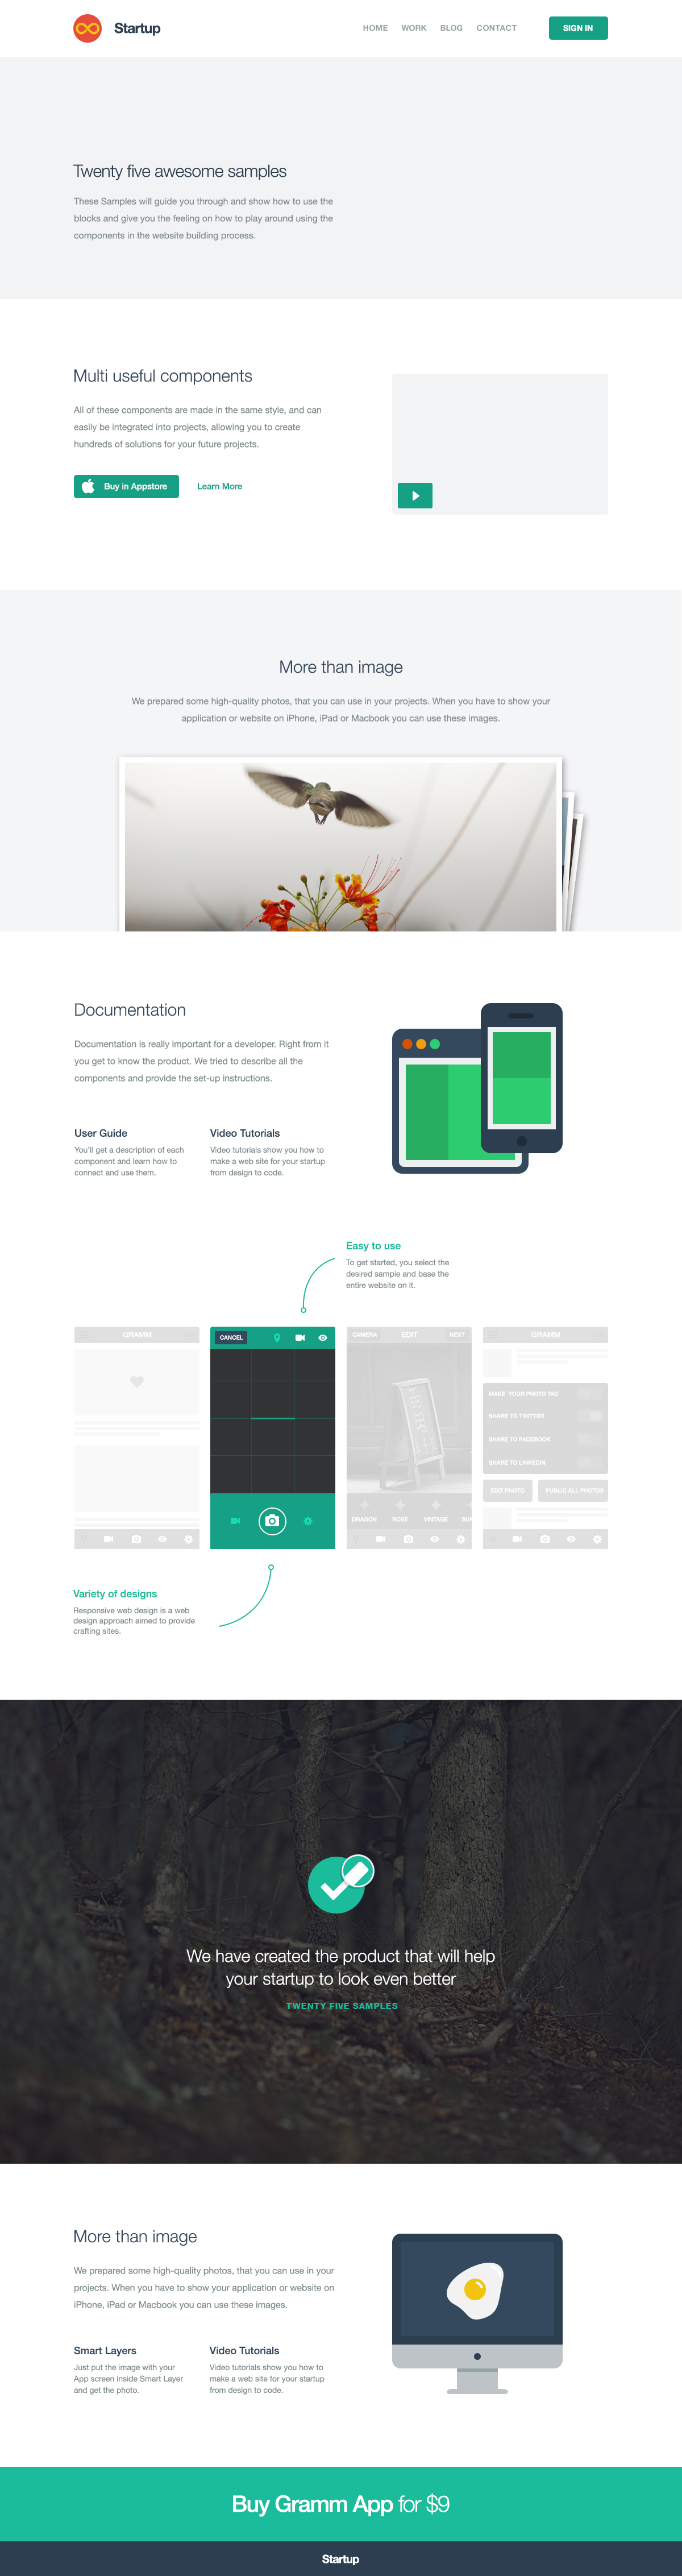 Startup
HOME WORK BLOG CONTACT
SIGN IN
Twenty five awesome samples
These Samples will guide you through and show how to use the
blocks and give you the feeling on how to play around using the
components in the website building process.
Multi useful components
All of these components are made in the same style, and can
easily be integrated into projects, allowing you to create
hundreds of solutions for your future projects.
Buy in Appstore
Learn More
More than image
We prepared some high-quality photos, that you can use in your projects. When you have to show your
application or website on iPhone, iPad or Macbook you can use these images.
Documentation
Documentation is really important for a developer. Right from it
you get to know the product. We tried to describe all the
components and provide the set-up instructions.
User Guide
You'll get a description of each
component and learn how to
connect and use them.
Video Tutorials
Video tutorials show you how to
make a web site for your startup
from design to code.
Easy to use
To get started, you select the
desired sample and base the
entire website on it.
GRAMM
CANCEL
CAMERA EDIT NEXT
DRAGON ROSE VINTAGE SUN
GRAMM
MAKE YOUR PHOTO TAG
SHARE TO TWITTER
SHARE TO FACEBOOK
SHARE TO LINKEDIN
EDIT PHOTO PUBLIC ALL PHOTOS
Variety of designs
Responsive web design is a web
design approach aimed to provide
crafting sites.
We have created the product that will help
your startup to look even better
TWENTY FIVE SAMPLES
More than image
We prepared some high-quality photos, that you can use in your
projects. When you have to show your application or website on
iPhone, iPad or Macbook you can use these images.
Smart Layers
Just put the image with your
App screen inside Smart Layer
and get the photo.
Video Tutorials
Video tutorials show you how to
make a web site for your startup
from design to code.
Buy Gramm App for $9
Startup